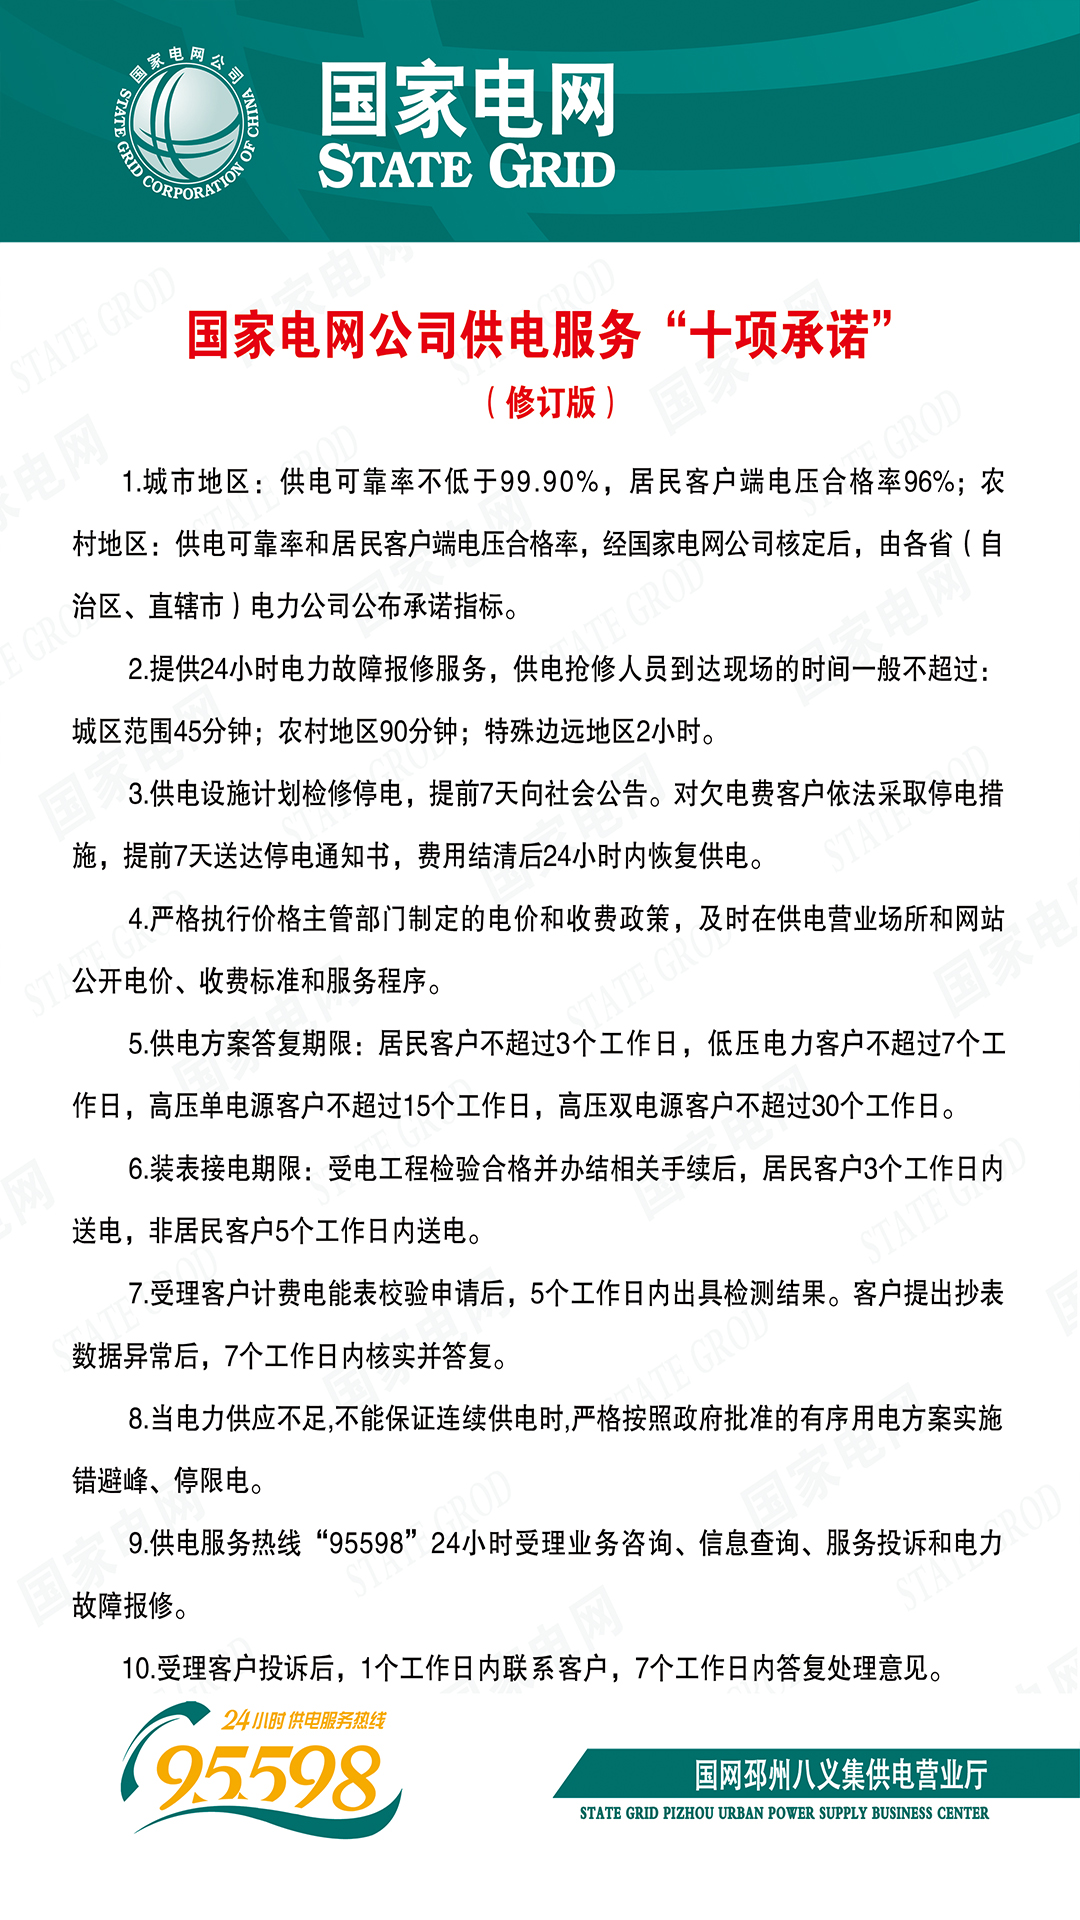 国家电网公司
STATE GRID CORPORATION OF CHINA
国家电网
STATE GRID
国家电网公司供电服务“十项承诺”
（修订版）
1.城市地区：供电可靠率不低于99.90%，居民客户端电压合格率96%；农
村地区：供电可靠率和居民客户端电压合格率，经国家电网公司核定后，由各省（自
治区、直辖市）电力公司公布承诺指标。
2.提供24小时电力故障报修服务，供电抢修人员到达现场的时间一般不超过：
城区范围45分钟；农村地区90分钟；特殊边远地区2小时。
3.供电设施计划检修停电，提前7天向社会公告。对欠电费客户依法采取停电措
施，提前7天送达停电通知书，费用结清后24小时内恢复供电。
4.严格执行价格主管部门制定的电价和收费政策，及时在供电营业场所和网站
公开电价、收费标准和服务程序。
5.供电方案答复期限：居民客户不超过3个工作日，低压电力客户不超过7个工
作日，高压单电源客户不超过15个工作日，高压双电源客户不超过30个工作日。
6.装表接电期限：受电工程检验合格并办结相关手续后，居民客户3个工作日内
送电，非居民客户5个工作日内送电。
7.受理客户计费电能表校验申请后，5个工作日内出具检测结果。客户提出抄表
数据异常后，7个工作日内核实并答复。
8.当电力供应不足,不能保证连续供电时,严格按照政府批准的有序用电方案实施
错避峰、停限电。
9.供电服务热线“95598”24小时受理业务咨询、信息查询、服务投诉和电力
故障报修。
10.受理客户投诉后，1个工作日内联系客户，7个工作日内答复处理意见。
24小时供电服务热线
95598
国网邳州八义集供电营业厅
STATE GRID PIZHOU URBAN POWER SUPPLY BUSINESS CENTER